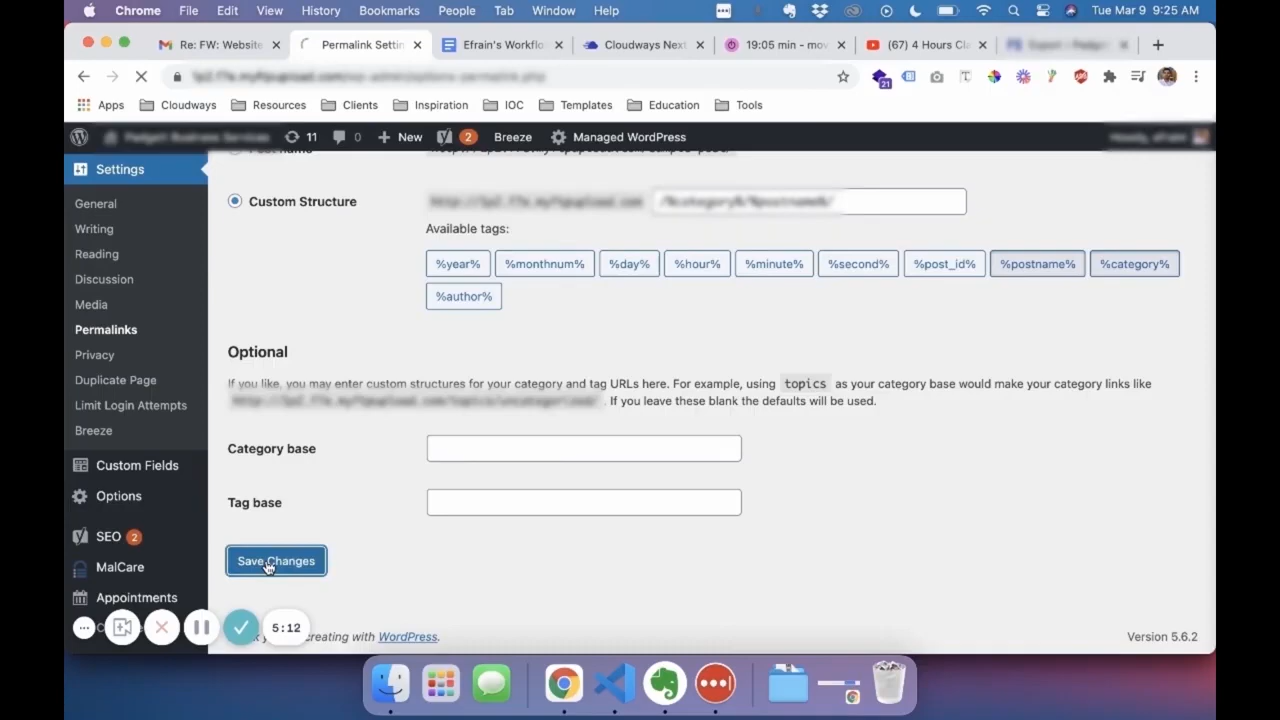 Chrome File Edit View History Bookmarks People Tab Window Help Tue Mar 9 9:25 AM
Re: FW: Website Permalink Settin Efrain's Workflo Cloudways Next 19:05 min - mov (67) 4 Hours Cla
21
Apps Cloudways Resources Clients Inspiration IOC Templates Education Tools
11 0 New 2 Breeze Managed WordPress
Settings
General
Writing
Reading
Discussion
Media
Permalinks
Privacy
Duplicate Page
Limit Login Attempts
Breeze
Custom Fields
Options
SEO 2
MalCare
Appointments
Custom Structure
Available tags:
%year% %monthnum% %day% %hour% %minute% %second% %post_id% %postname% %category%
%author%
Optional
If you like, you may enter custom structures for your category and tag URLs here. For example, using topics as your category base would make your category links like
. If you leave these blank the defaults will be used.
Category base
Tag base
Save Changes
5:12
creating with WordPress.
Version 5.6.2